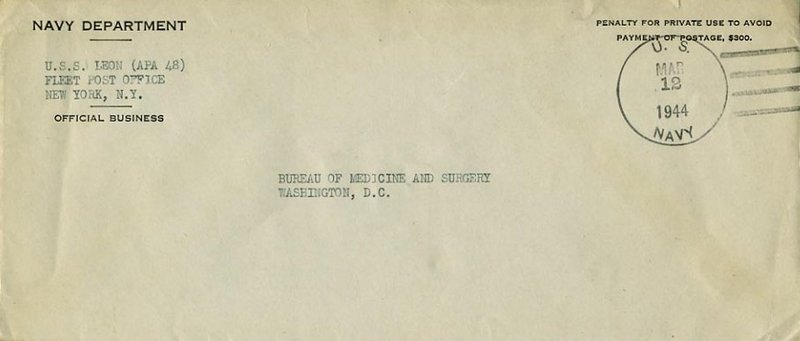 NAVY DEPARTMENT
U.S.S. LEON (APA 48)
FLEET POST OFFICE
NEW YORK, N.Y.
OFFICIAL BUSINESS
PENALTY FOR PRIVATE USE TO AVOID
PAYMENT OF POSTAGE, $300.
U. S.
MAR
12
1944
NAVY
BUREAU OF MEDICINE AND SURGERY
WASHINGTON, D.C.